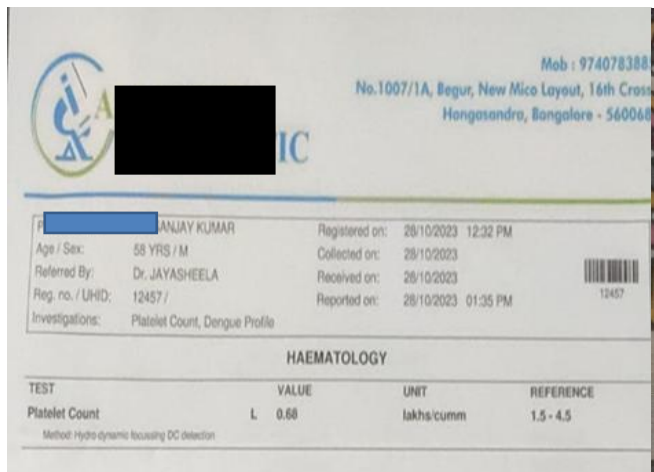 A
IC
Mob : 974078388
No.1007/1A, Begur, New Mico Layout, 16th Cross
Hongasandra, Bangalore - 560068
P ANJAY KUMAR Registered on: 28/10/2023 12:32 PM
Age / Sex: 58 YRS / M Collected on: 28/10/2023
Referred By: Dr. JAYASHEELA Received on: 28/10/2023
Reg. no. / UHID: 12457 / Reported on: 28/10/2023 01:35 PM
12457
Investigations: Platelet Count, Dengue Profile
HAEMATOLOGY
TEST VALUE UNIT REFERENCE
Platelet Count L 0.68 lakhs/cumm 1.5 - 4.5
Method: Hydro dynamic focussing DC detection